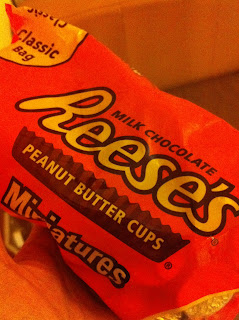 Classic
Bag
MILK CHOCOLATE
Reese's
PEANUT BUTTER CUPS
®
Miniatures
®